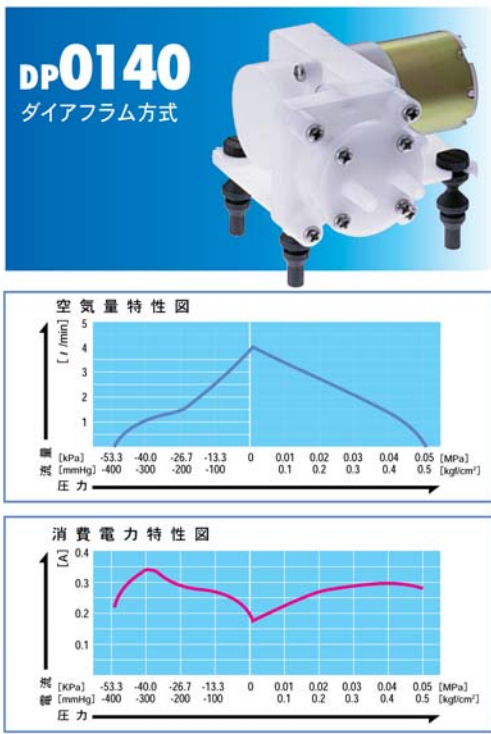 DP0140
ダイアフラム方式
空気量特性図
[ℓ/min]
5
4
3
2
1
流量
[kPa] -53.3 -40.0 -26.7 -13.3 0 0.01 0.02 0.03 0.04 0.05 [MPa]
[mmHg] -400 -300 -200 -100 0.1 0.2 0.3 0.4 0.5 [kgf/cm²]
圧力
消費電力特性図
[A]
0.4
0.3
0.2
0.1
電流
[KPa] -53.3 -40.0 -26.7 -13.3 0 0.01 0.02 0.03 0.04 0.05 [MPa]
[mmHg] -400 -300 -200 -100 0.1 0.2 0.3 0.4 0.5 [kgf/cm²]
圧力